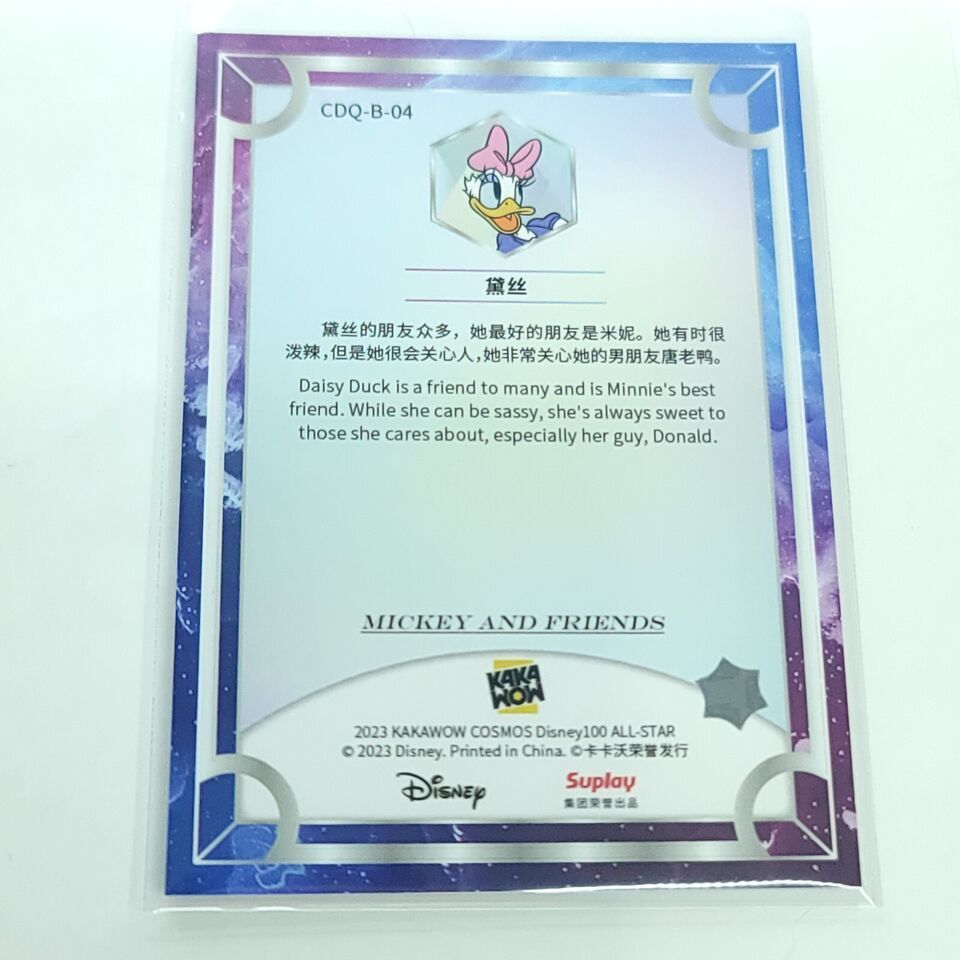 CDQ-B-04
黛丝
黛丝的朋友众多，她最好的朋友是米妮。她有时很
泼辣,但是她很会关心人,她非常关心她的男朋友唐老鸭。
Daisy Duck is a friend to many and is Minnie's best
friend. While she can be sassy, she's always sweet to
those she cares about, especially her guy, Donald.
MICKEY AND FRIENDS
KAKA
WOW
2023 KAKAWOW COSMOS Disney100 ALL-STAR
© 2023 Disney. Printed in China. ©卡卡沃荣誉发行
Disney
Suplay
集团荣誉出品